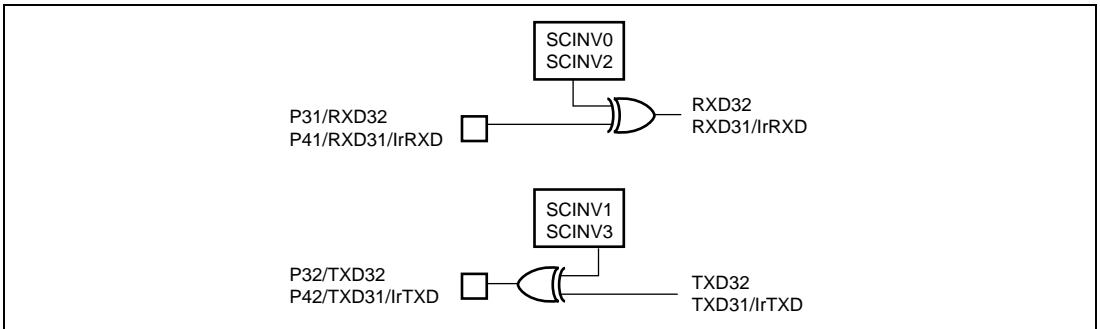 SCINV0
SCINV2
P31/RXD32
P41/RXD31/IrRXD
RXD32
RXD31/IrRXD
SCINV1
SCINV3
P32/TXD32
P42/TXD31/IrTXD
TXD32
TXD31/IrTXD